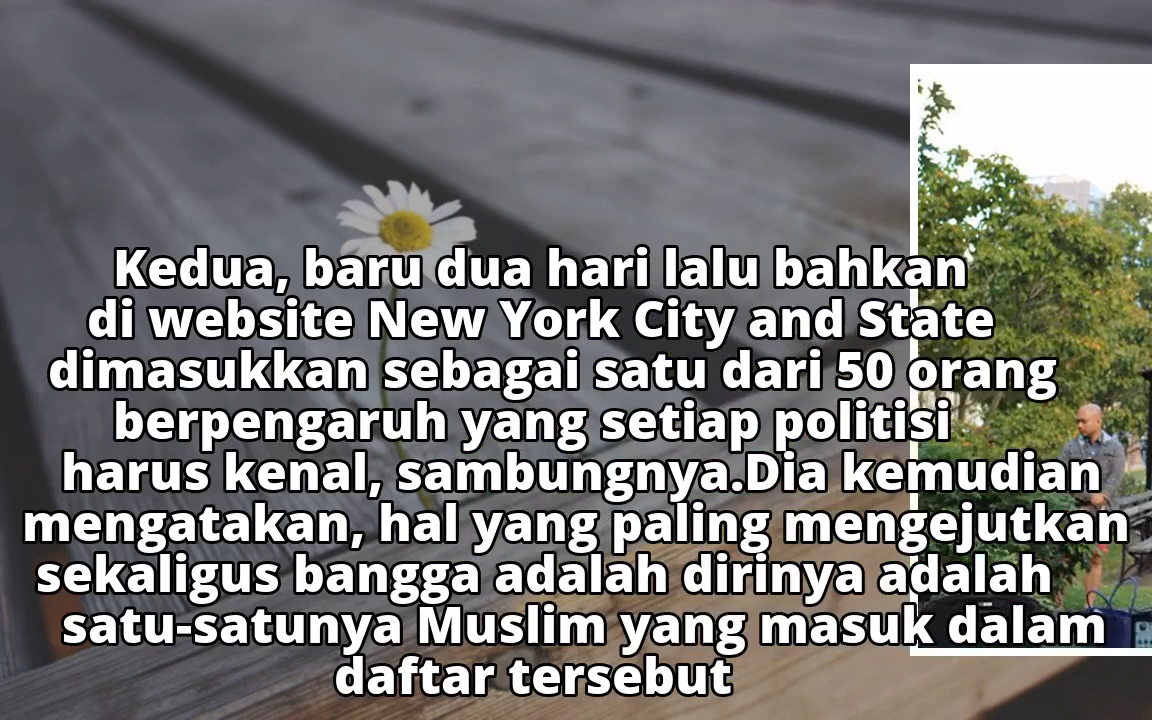 Kedua, baru dua hari lalu bahkan
di website New York City and State
dimasukkan sebagai satu dari 50 orang
berpengaruh yang setiap politisi
harus kenal, sambungnya.Dia kemudian
mengatakan, hal yang paling mengejutkan
sekaligus bangga adalah dirinya adalah
satu-satunya Muslim yang masuk dalam
daftar tersebut